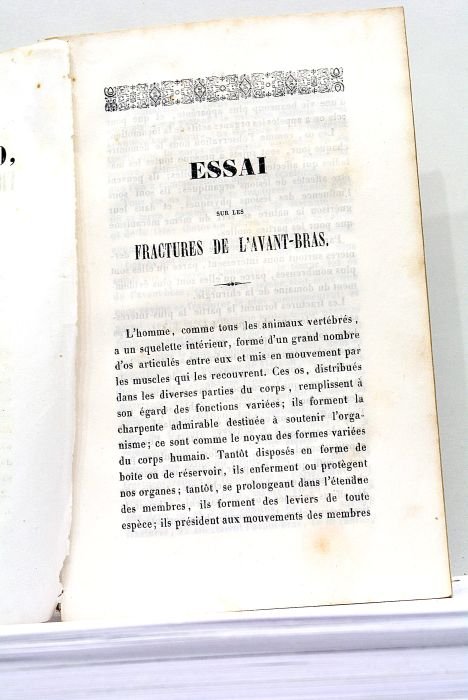 O,
ESSAI
SUR LES
FRACTURES DE L'AVANT-BRAS.
L'homme, comme tous les animaux vertébrés,
a un squelette intérieur, formé d'un grand nombre
d'os articulés entre eux et mis en mouvement par
les muscles qui les recouvrent. Ces os, distribués
dans les diverses parties du corps, remplissent à
son égard des fonctions variées; ils forment la
charpente admirable destinée à soutenir l'orga-
nisme; ce sont comme le noyau des formes variées
du corps humain. Tantôt disposés en forme de
boîte ou de réservoir, ils enferment ou protégent
nos organes; tantôt, se prolongeant dans l'étendue
des membres, ils forment des leviers de toute
espèce; ils président aux mouvements des membres